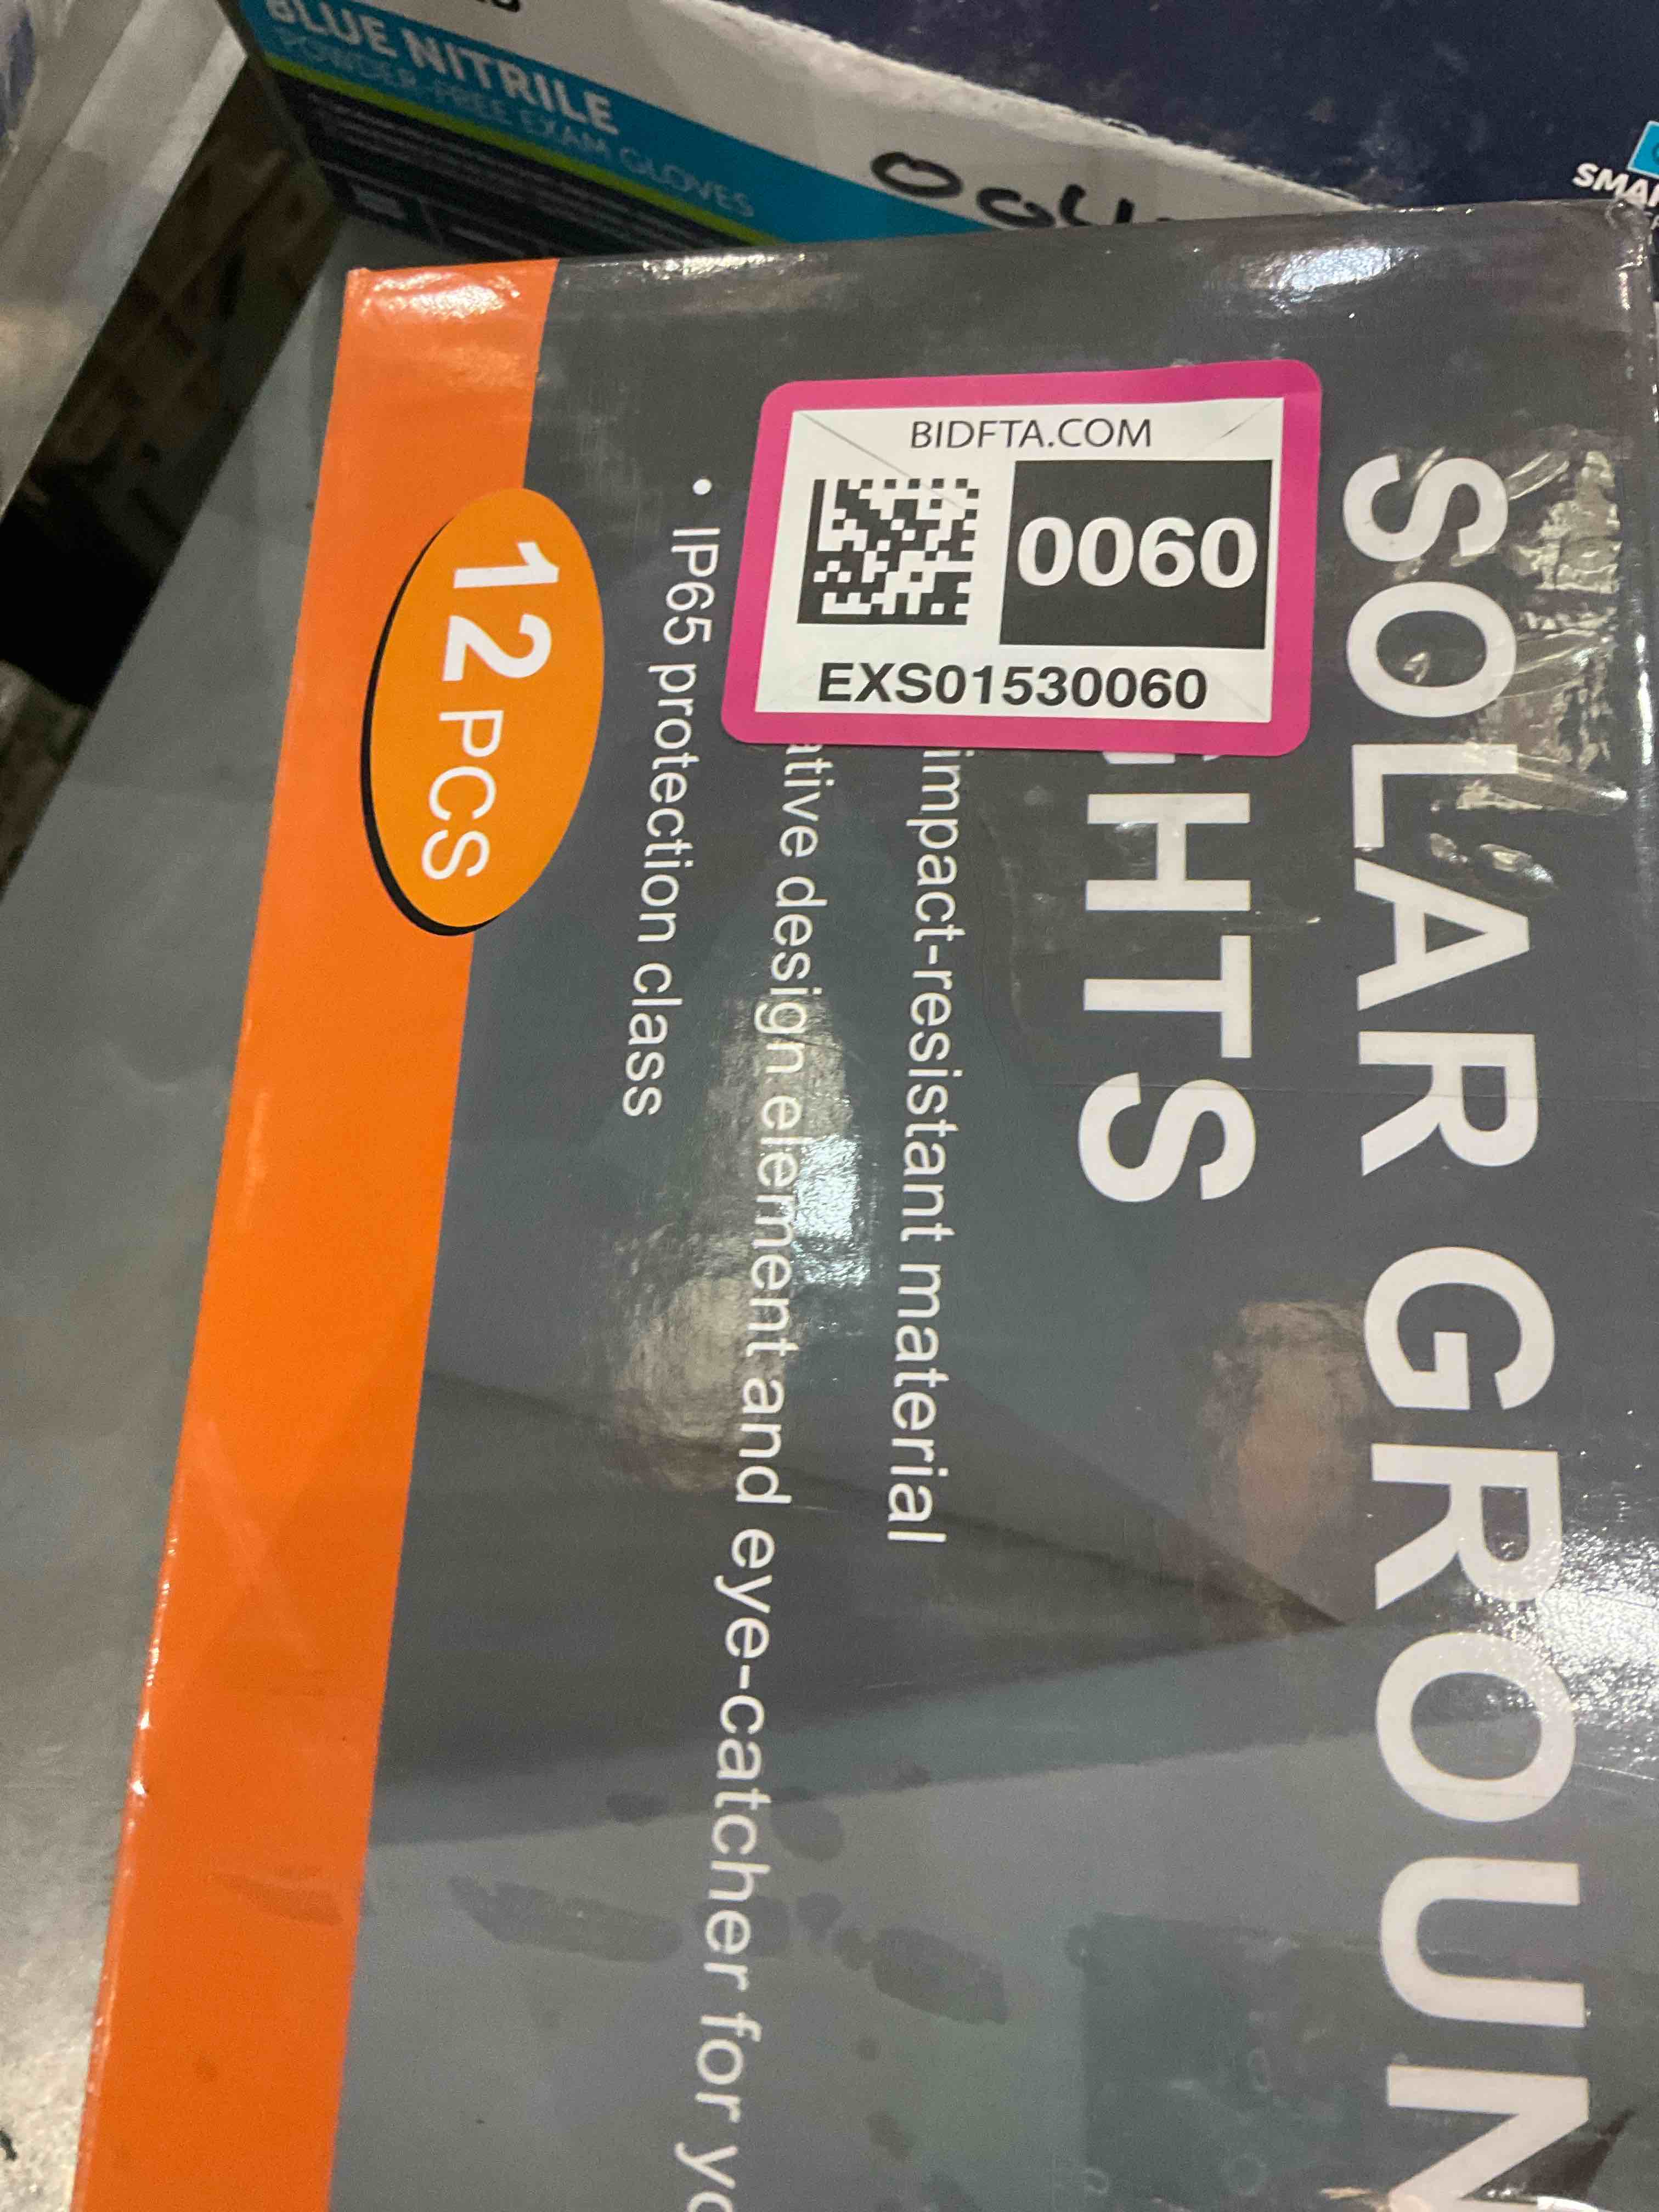 BLUE NITRILE
POWDER-FREE EXAM GLOVES
BIDFTA.COM
0060
EXS01530060
SOLAR GROUN
HTS
impact-resistant material
ative design element and eye-catcher for yo
• IP65 protection class
12 PCS